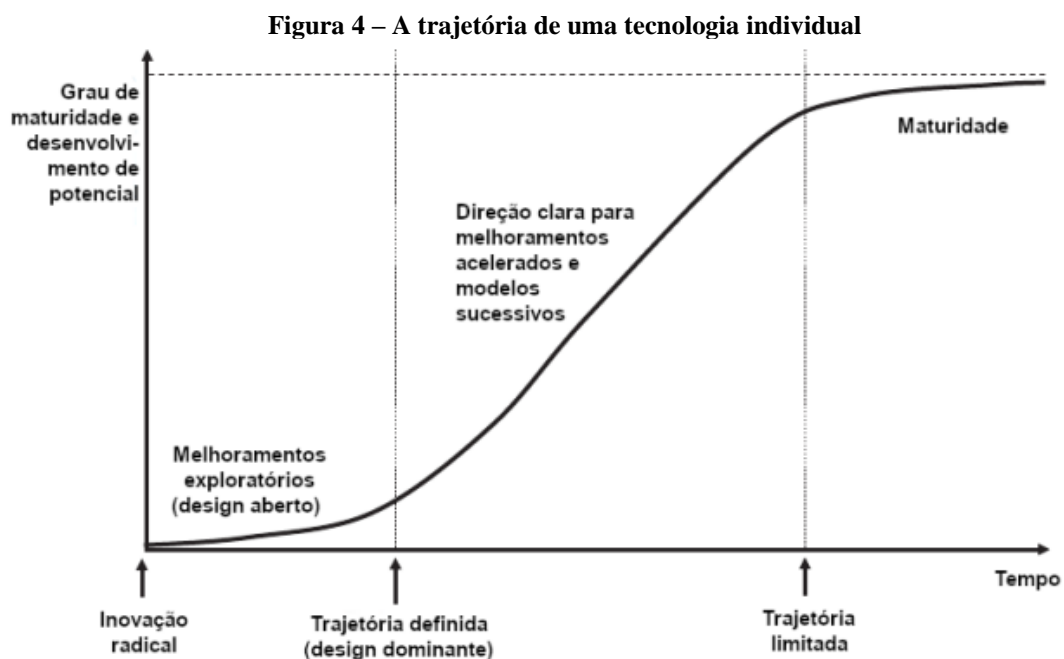 Figura 4 – A trajetória de uma tecnologia individual
Grau de
maturidade e
desenvolvi-
mento de
potencial
Maturidade
Direção clara para
melhoramentos
acelerados e
modelos
sucessivos
Melhoramentos
exploratórios
(design aberto)
Tempo
Inovação
radical
Trajetória definida
(design dominante)
Trajetória
limitada